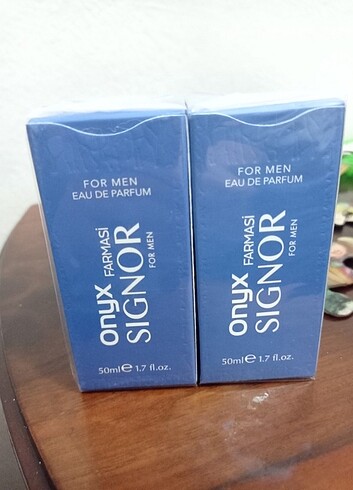 FOR MEN
EAU DE PARFUM
onyx FARMASİ
SIGNOR
FOR MEN
50ml e 1.7 fl.oz.
FOR MEN
EAU DE PARFUM
onyx FARMASİ
SIGNOR
FOR MEN
50ml e 1.7 fl.oz.